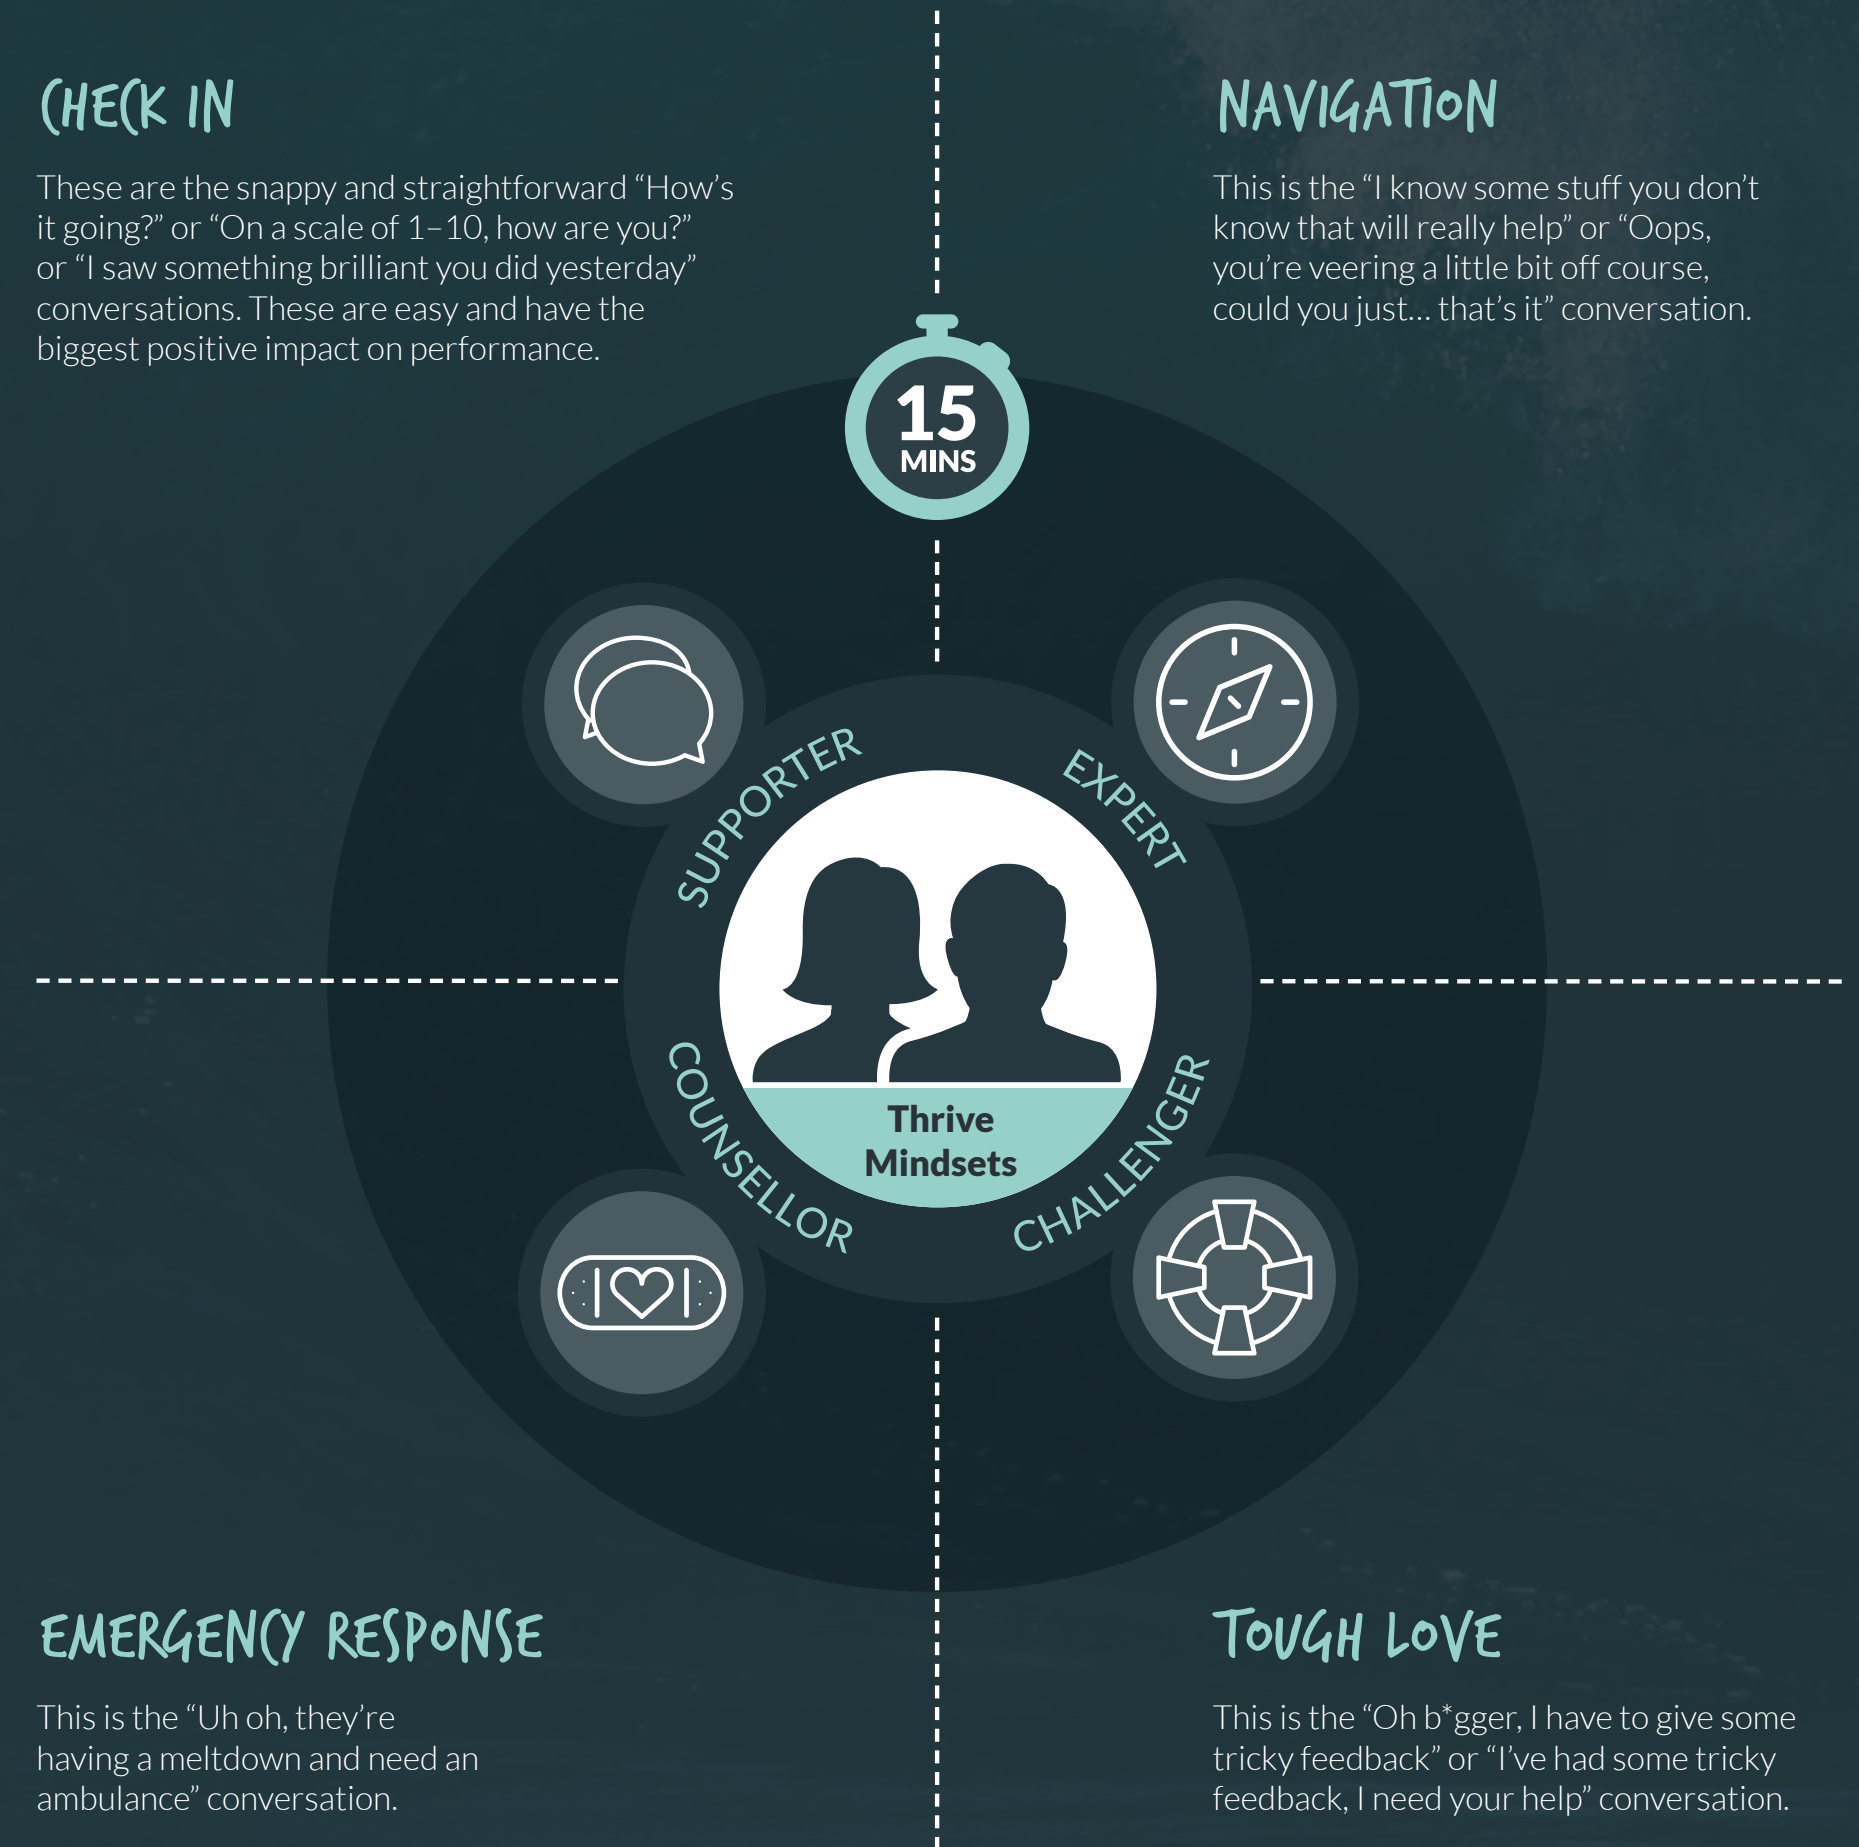 CHECK IN
These are the snappy and straightforward “How’s
it going?” or “On a scale of 1–10, how are you?”
or “I saw something brilliant you did yesterday”
conversations. These are easy and have the
biggest positive impact on performance.
NAVIGATION
This is the “I know some stuff you don’t
know that will really help” or “Oops,
you’re veering a little bit off course,
could you just... that’s it” conversation.
15
MINS
SUPPORTER
EXPERT
COUNSELLOR
CHALLENGER
Thrive
Mindsets
EMERGENCY RESPONSE
This is the “Uh oh, they’re
having a meltdown and need an
ambulance” conversation.
TOUGH LOVE
This is the “Oh b*gger, I have to give some
tricky feedback” or “I’ve had some tricky
feedback, I need your help” conversation.